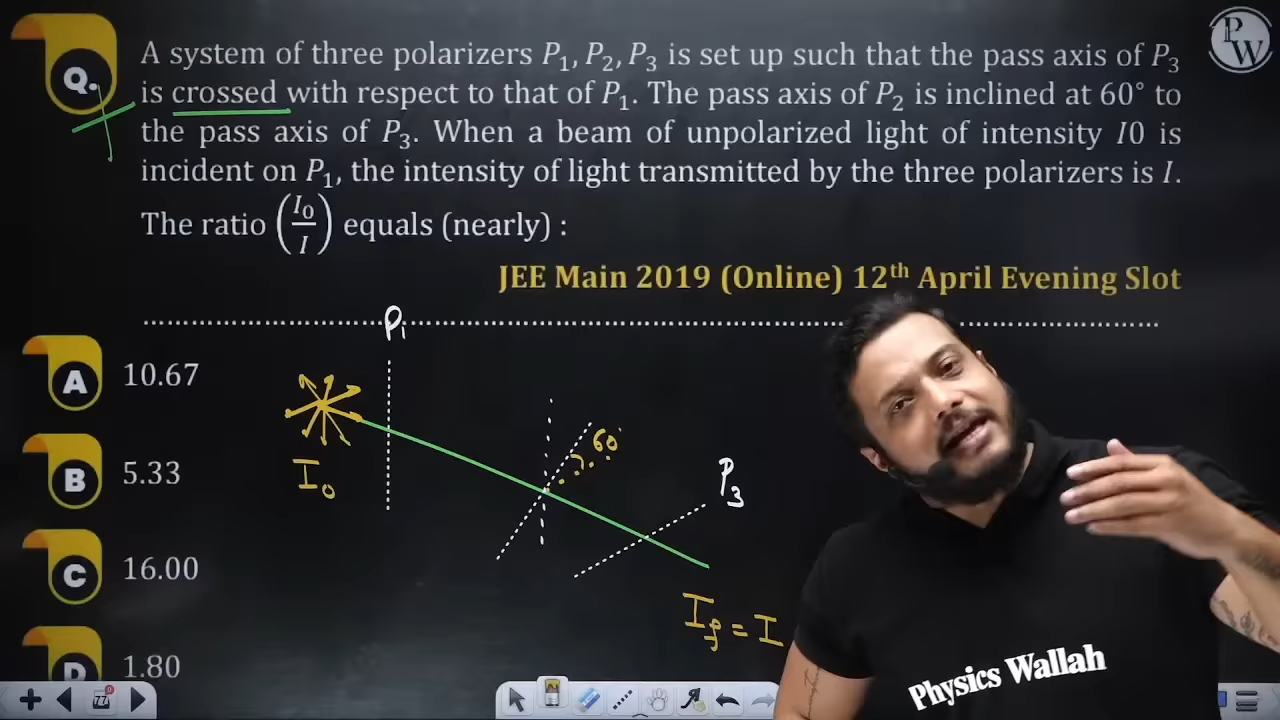 Q.
A system of three polarizers P₁, P₂, P₃ is set up such that the pass axis of P₃
is crossed with respect to that of P₁. The pass axis of P₂ is inclined at 60° to
the pass axis of P₃. When a beam of unpolarized light of intensity I0 is
incident on P₁, the intensity of light transmitted by the three polarizers is I.
The ratio (I₀/I) equals (nearly) :
JEE Main 2019 (Online) 12th April Evening Slot
PW
P₁
A 10.67
60°
B 5.33
I₀
P₃
C 16.00
I_f = I
D 1.80
77
Physics Wallah